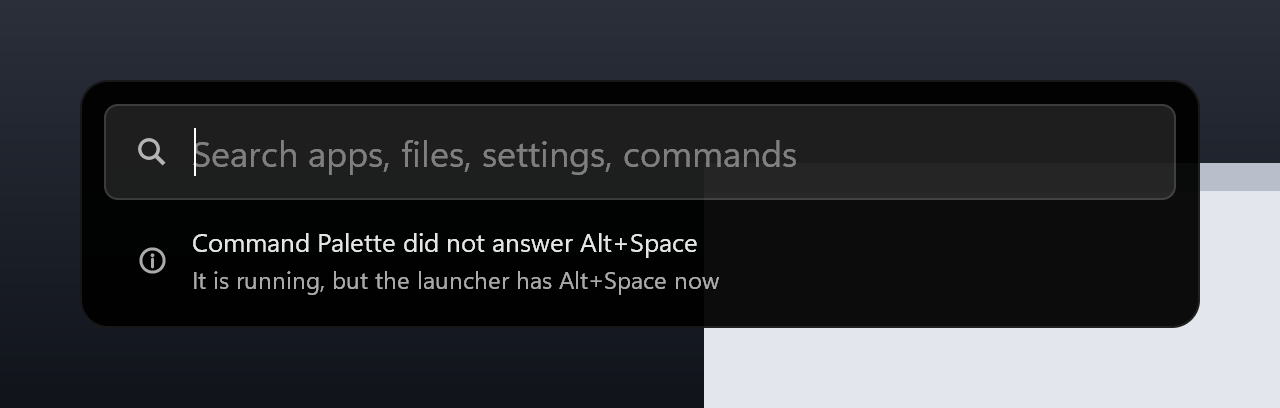 Search apps, files, settings, commands
Command Palette did not answer Alt+Space
It is running, but the launcher has Alt+Space now